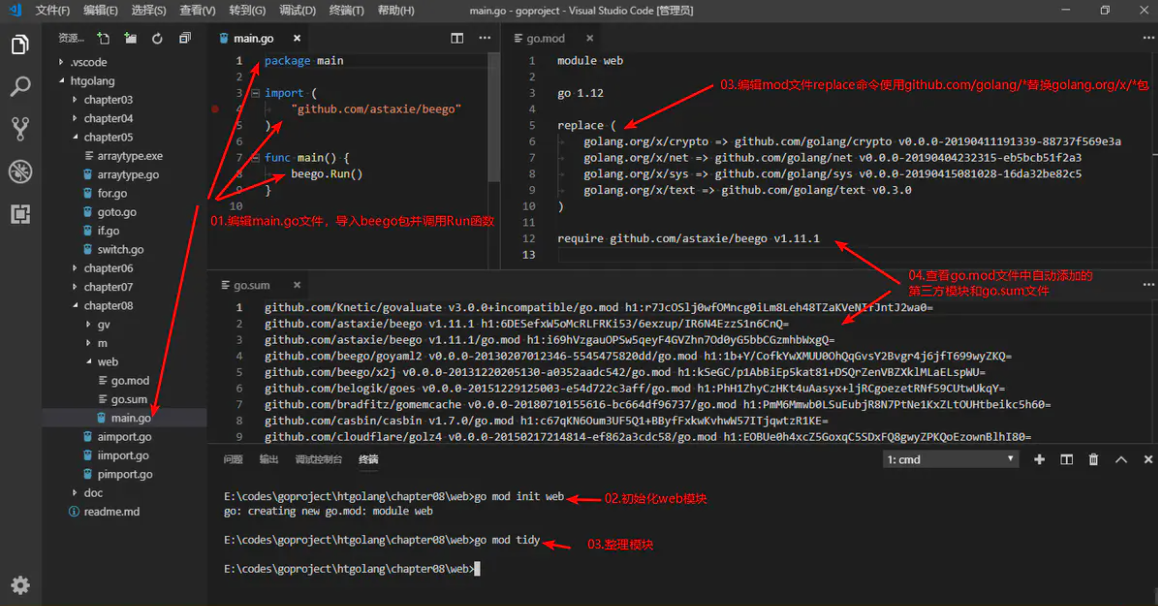 文件(F) 编辑(E) 选择(S) 查看(V) 转到(G) 调试(D) 终端(T) 帮助(H) main.go - goproject - Visual Studio Code [管理员]
资源...
.vscode
htgolang
chapter03
chapter04
chapter05
arraytype.exe
arraytype.go
for.go
goto.go
if.go
switch.go
chapter06
chapter07
chapter08
gv
m
web
go.mod
go.sum
main.go
aimport.go
iimport.go
pimport.go
doc
readme.md
main.go
1 package main
2
3 import (
4 "github.com/astaxie/beego"
5 )
6
7 func main() {
8 beego.Run()
9 }
10
01.编辑main.go文件，导入beego包并调用Run函数
go.mod
1 module web
2
3 go 1.12
4
5 replace (
6 golang.org/x/crypto => github.com/golang/crypto v0.0.0-20190411191339-88737f569e3a
7 golang.org/x/net => github.com/golang/net v0.0.0-20190404232315-eb5bcb51f2a3
8 golang.org/x/sys => github.com/golang/sys v0.0.0-20190415081028-16da32be82c5
9 golang.org/x/text => github.com/golang/text v0.3.0
10 )
11
12 require github.com/astaxie/beego v1.11.1
13
03.编辑mod文件replace命令使用github.com/golang/*替换golang.org/x/*包
04.查看go.mod文件中自动添加的
第三方模块和go.sum文件
go.sum
1 github.com/Knetic/govaluate v3.0.0+incompatible/go.mod h1:r7JcOSlj0wfOMncg0iLm8Leh48TZaKVeNIfJntJ2wa0=
2 github.com/astaxie/beego v1.11.1 h1:6DESefxW5oMcRLFRKi53/6exzup/IR6N4EzzS1n6CnQ=
3 github.com/astaxie/beego v1.11.1/go.mod h1:i69hVzgauOPSw5qeyF4GVZhn7Od0yG5bbCGzmhbWxgQ=
4 github.com/beego/goyaml2 v0.0.0-20130207012346-5545475820dd/go.mod h1:1b+Y/CofkYwXMUU0OhQqGvsY2Bvgr4j6jfT699wyZKQ=
5 github.com/beego/x2j v0.0.0-20131220205130-a0352aadc542/go.mod h1:kSeGC/p1AbBiEp5kat81+DSQrZenVBZXklMLaELspWU=
6 github.com/belogik/goes v0.0.0-20151229125003-e54d722c3aff/go.mod h1:PhH1ZhyCzHKt4uAasyx+ljRCgoezetRNf59CUtwUkqY=
7 github.com/bradfitz/gomemcache v0.0.0-20180710155616-bc664df96737/go.mod h1:PmM6Mmwb0LSuEubjR8N7PtNe1KxZLtOUHtbeikc5h60=
8 github.com/casbin/casbin v1.7.0/go.mod h1:c67qKN6Oum3UF5Q1+BByfFxkwKvhwW57ITjqwtzR1KE=
9 github.com/cloudflare/golz4 v0.0.0-20150217214814-ef862a3cdc58/go.mod h1:EOBUe0h4xcZ5GoxqC5SDxFQ8gwyZPKQoEzownBlhI80=
问题 输出 调试控制台 终端 1: cmd
E:\codes\goproject\htgolang\chapter08\web>go mod init web
02.初始化web模块
go: creating new go.mod: module web
E:\codes\goproject\htgolang\chapter08\web>go mod tidy
03.整理模块
E:\codes\goproject\htgolang\chapter08\web>